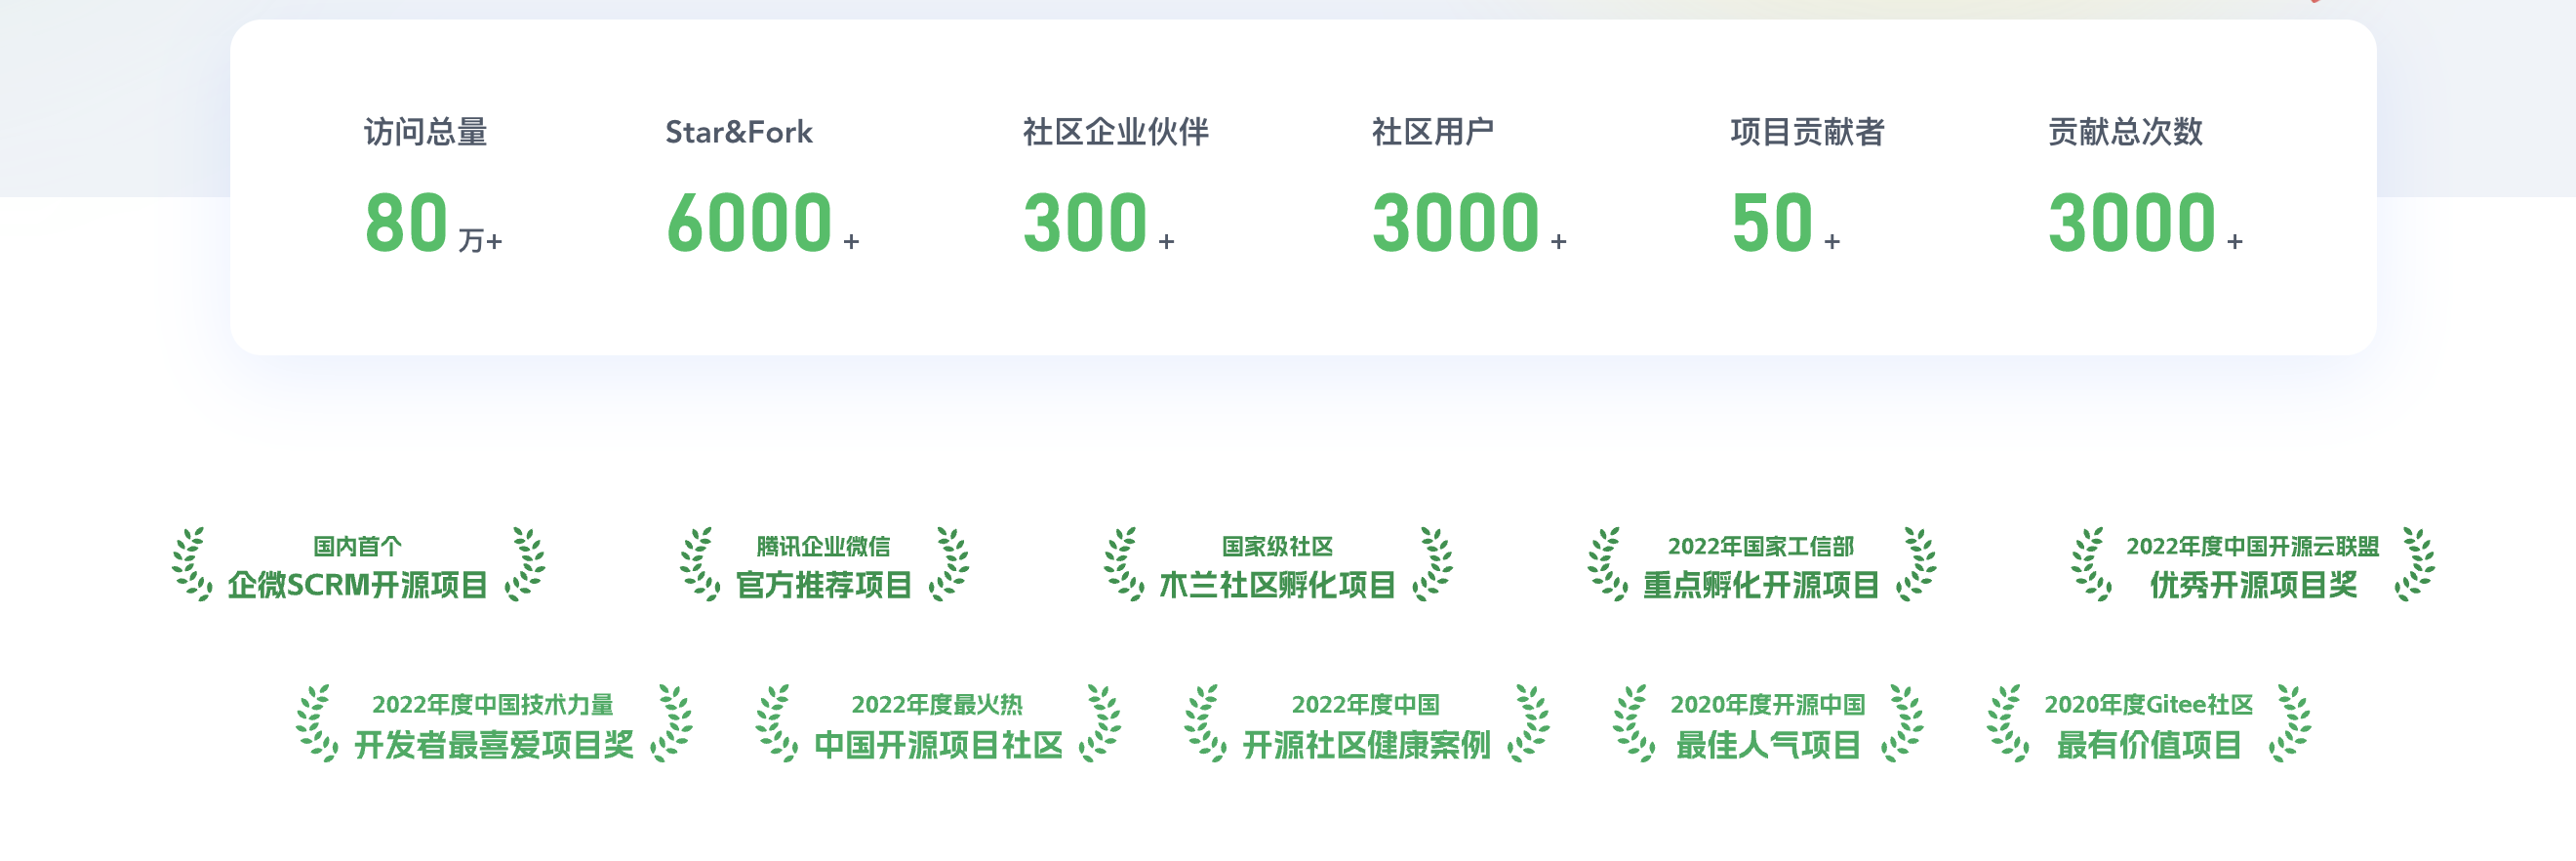 访问总量
80 万+
Star&Fork
6000 +
社区企业伙伴
300 +
社区用户
3000 +
项目贡献者
50 +
贡献总次数
3000 +
国内首个
企微SCRM开源项目
腾讯企业微信
官方推荐项目
国家级社区
木兰社区孵化项目
2022年国家工信部
重点孵化开源项目
2022年度中国开源云联盟
优秀开源项目奖
2022年度中国技术力量
开发者最喜爱项目奖
2022年度最火热
中国开源项目社区
2022年度中国
开源社区健康案例
2020年度开源中国
最佳人气项目
2020年度Gitee社区
最有价值项目